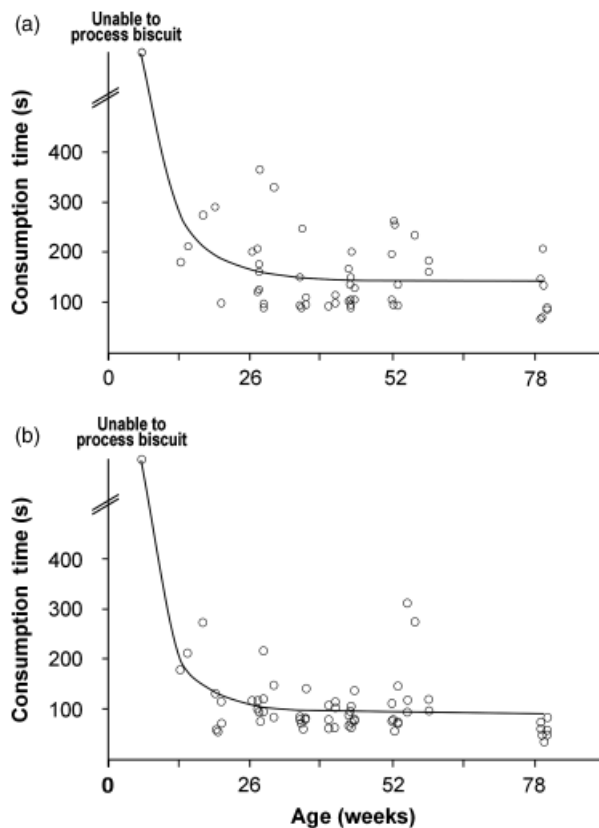 (a)
Unable to
process biscuit
Consumption time (s)
400
300
200
100
0
26
52
78
(b)
Unable to
process biscuit
Consumption time (s)
400
300
200
100
0
26
52
78
Age (weeks)